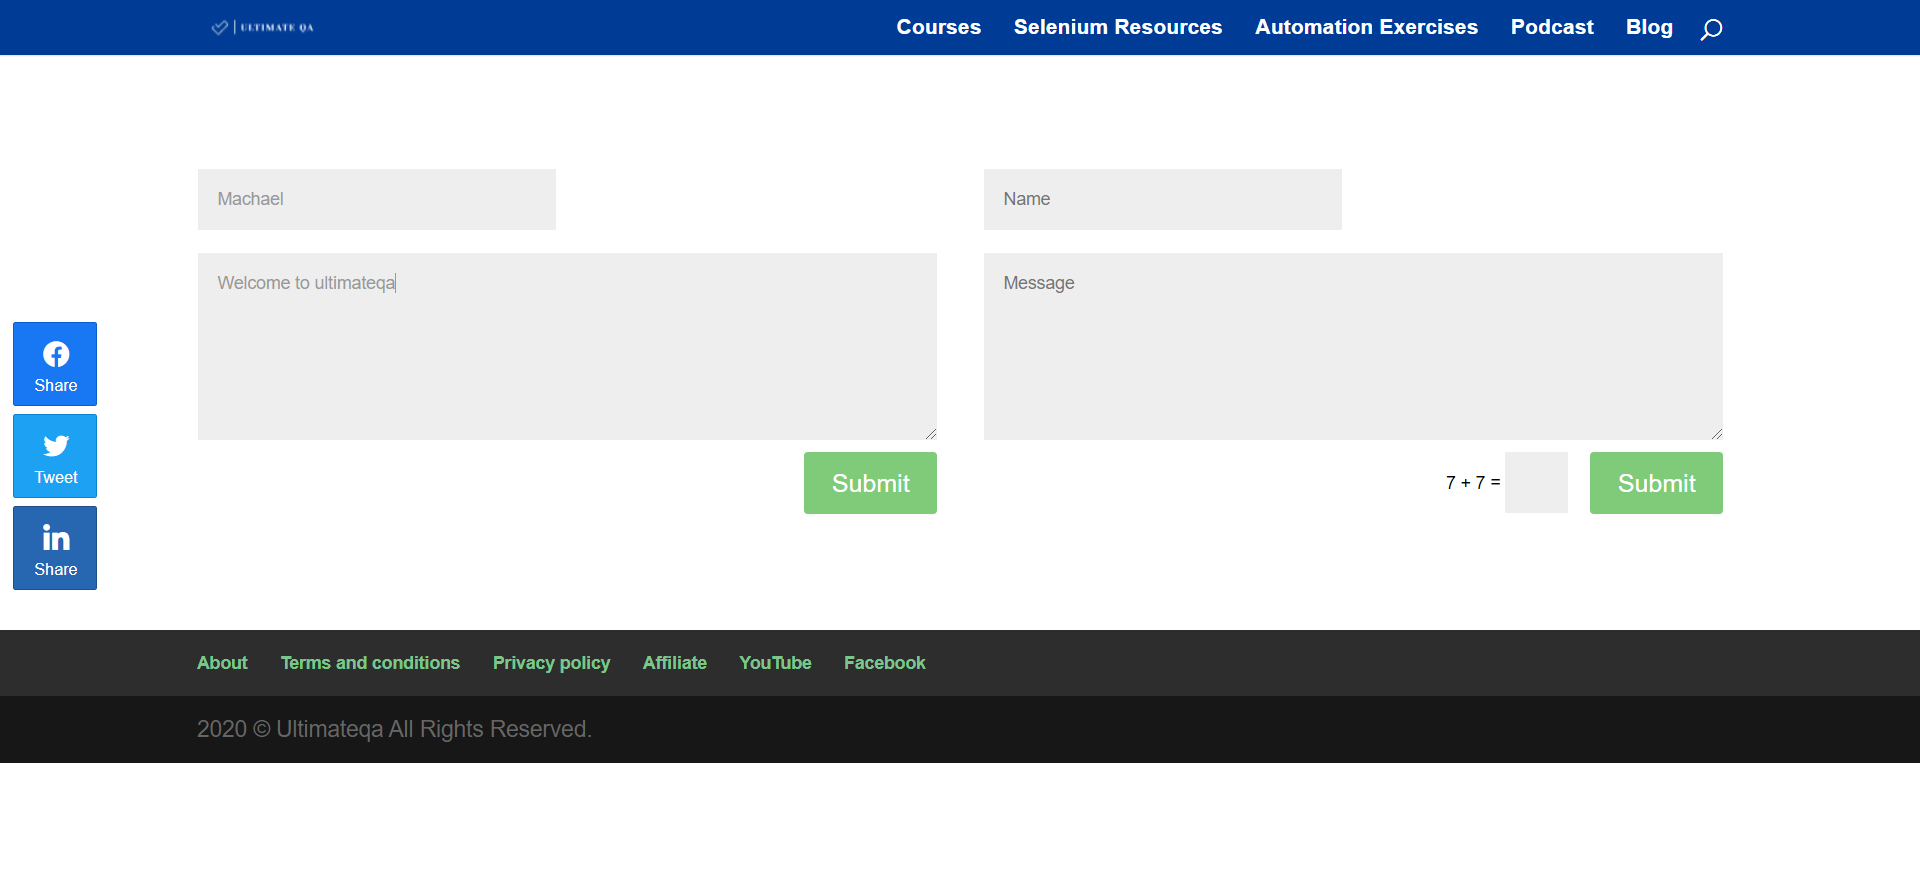 ULTIMATE QA
Courses Selenium Resources Automation Exercises Podcast Blog
Machael
Name
Welcome to ultimateqa
Message
Share
Tweet
Share
Submit
7 + 7 =
Submit
About Terms and conditions Privacy policy Affiliate YouTube Facebook
2020 © Ultimateqa All Rights Reserved.